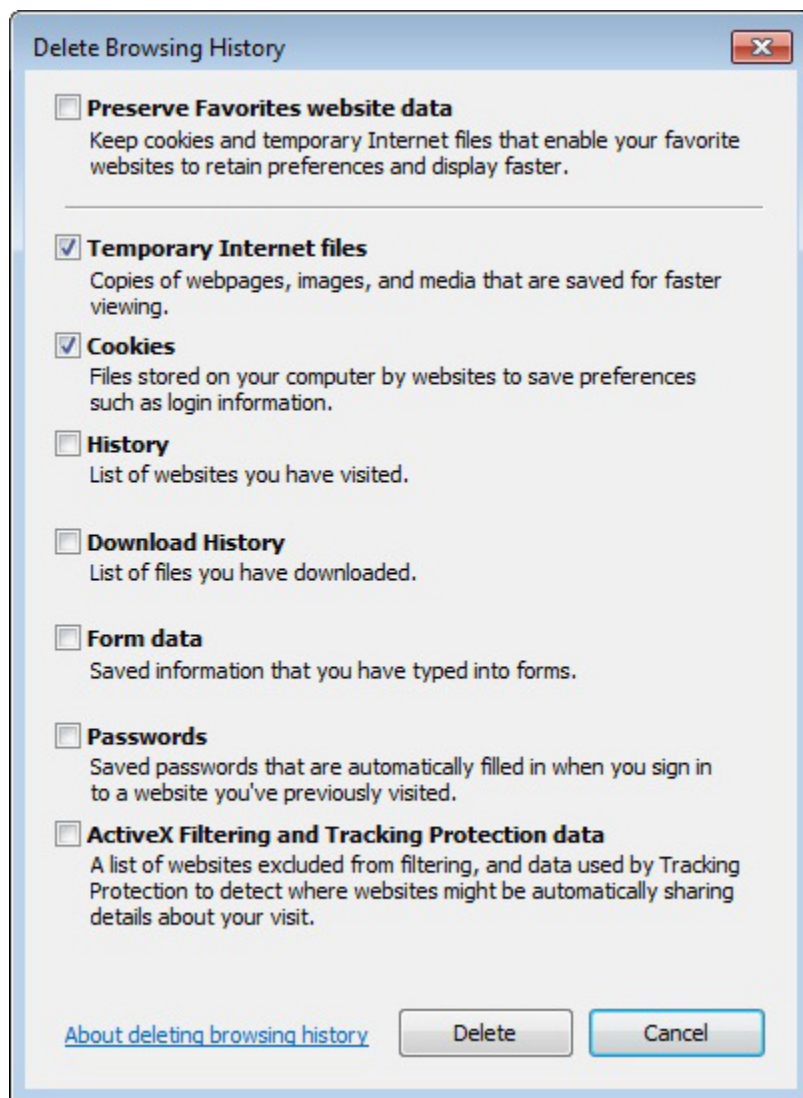 Delete Browsing History
Preserve Favorites website data
Keep cookies and temporary Internet files that enable your favorite
websites to retain preferences and display faster.
Temporary Internet files
Copies of webpages, images, and media that are saved for faster
viewing.
Cookies
Files stored on your computer by websites to save preferences
such as login information.
History
List of websites you have visited.
Download History
List of files you have downloaded.
Form data
Saved information that you have typed into forms.
Passwords
Saved passwords that are automatically filled in when you sign in
to a website you've previously visited.
ActiveX Filtering and Tracking Protection data
A list of websites excluded from filtering, and data used by Tracking
Protection to detect where websites might be automatically sharing
details about your visit.
About deleting browsing history
Delete
Cancel